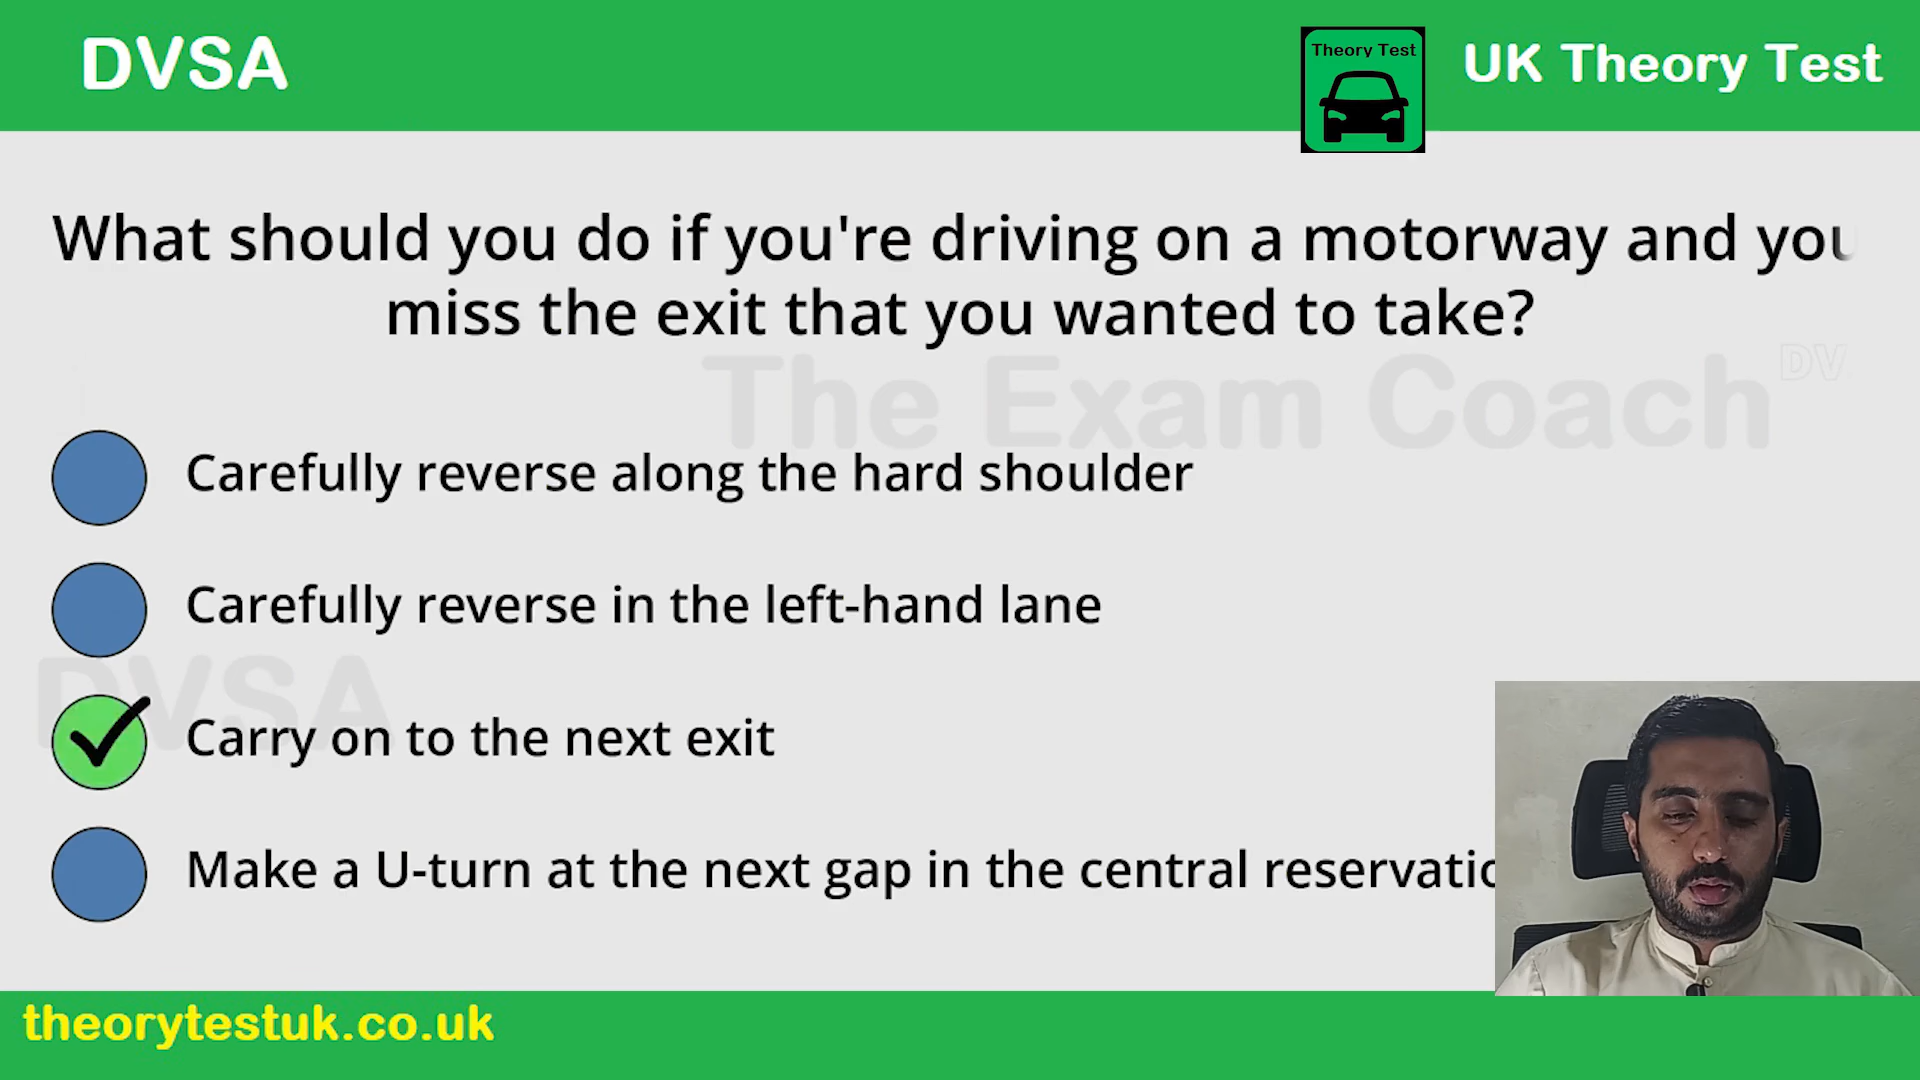 DVSA
Theory Test
UK Theory Test
What should you do if you're driving on a motorway and you
miss the exit that you wanted to take?
The Exam Coach
DV
Carefully reverse along the hard shoulder
Carefully reverse in the left-hand lane
DVSA
Carry on to the next exit
Make a U-turn at the next gap in the central reservatio
theorytestuk.co.uk